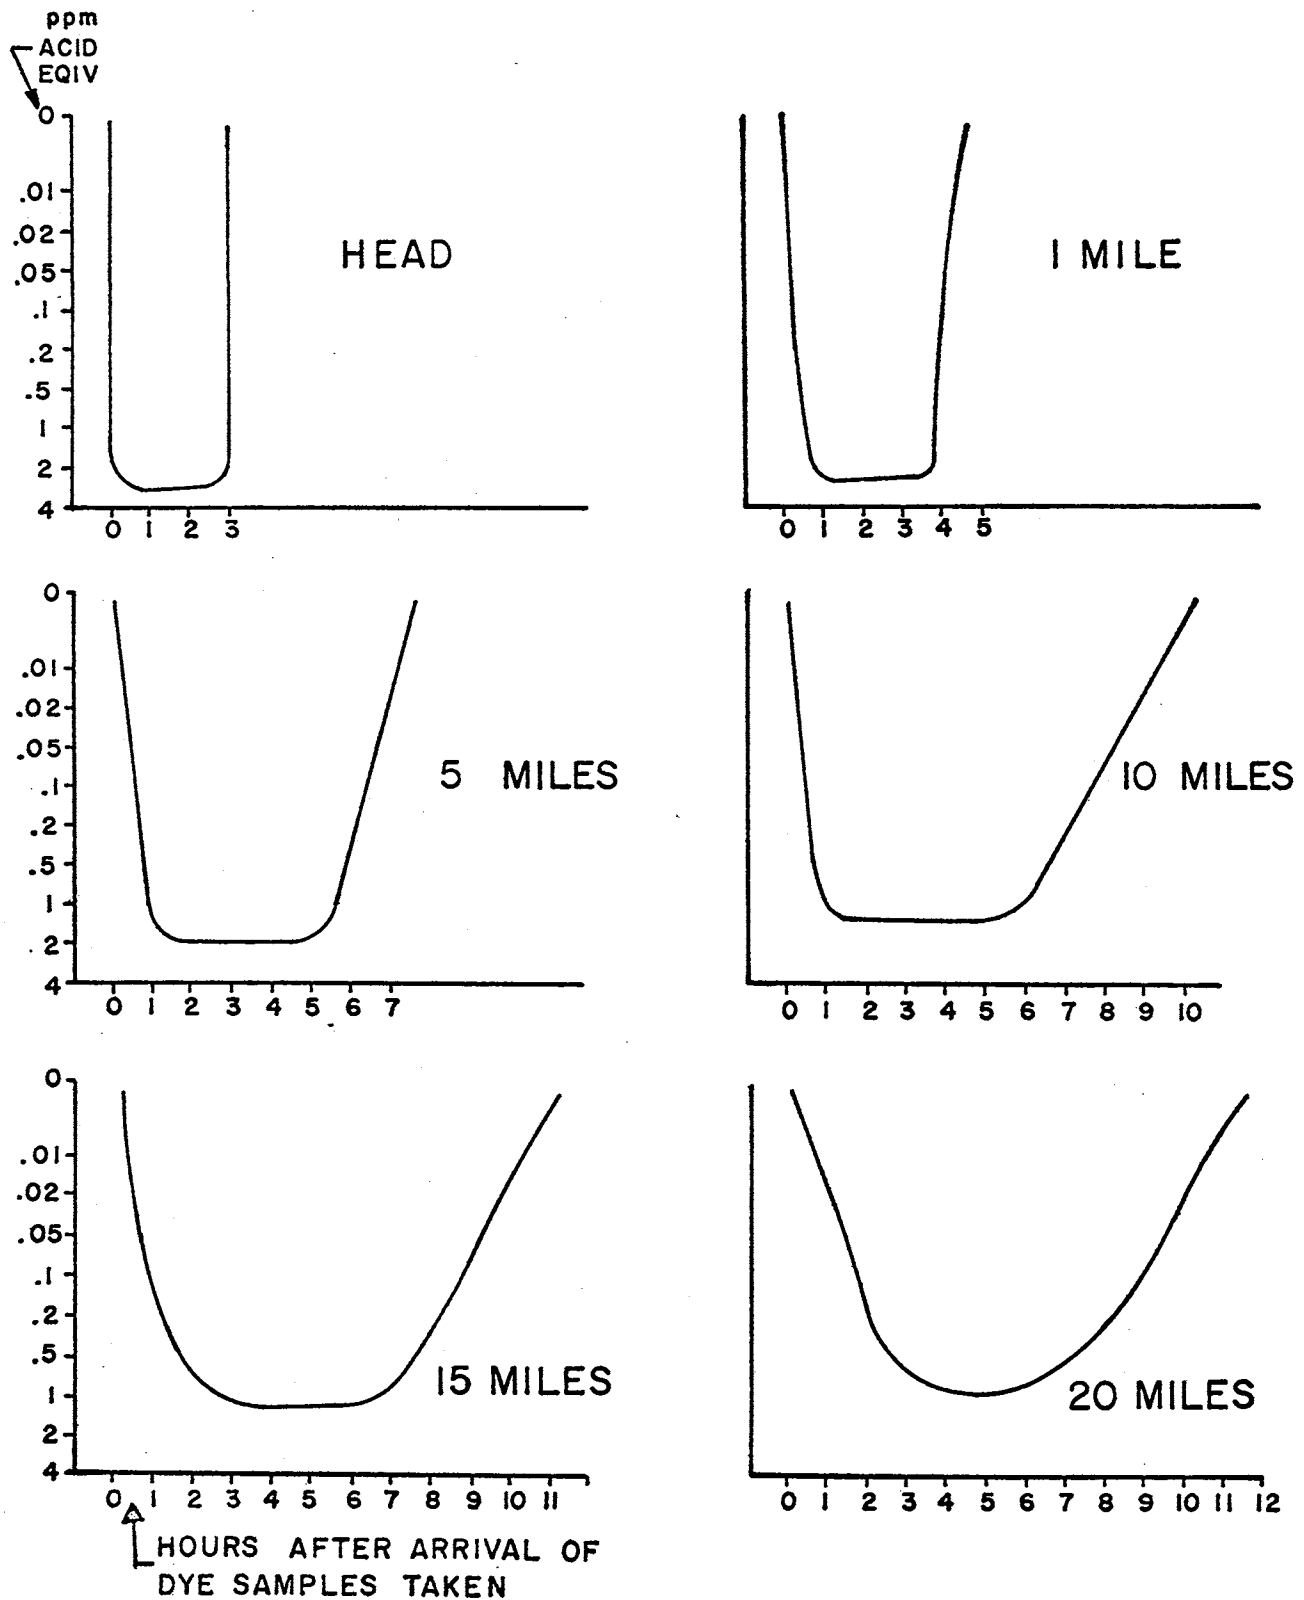 ppm
ACID
EQIV
0
.01
.02
.05
.1
.2
.5
1
2
4
HEAD
0 1 2 3
1 MILE
0 1 2 3 4 5
0
.01
.02
.05
.1
.2
.5
1
2
4
5 MILES
0 1 2 3 4 5 6 7
10 MILES
0 1 2 3 4 5 6 7 8 9 10
0
.01
.02
.05
.1
.2
.5
1
2
4
15 MILES
0 1 2 3 4 5 6 7 8 9 10 11
20 MILES
0 1 2 3 4 5 6 7 8 9 10 11 12
HOURS AFTER ARRIVAL OF
DYE SAMPLES TAKEN